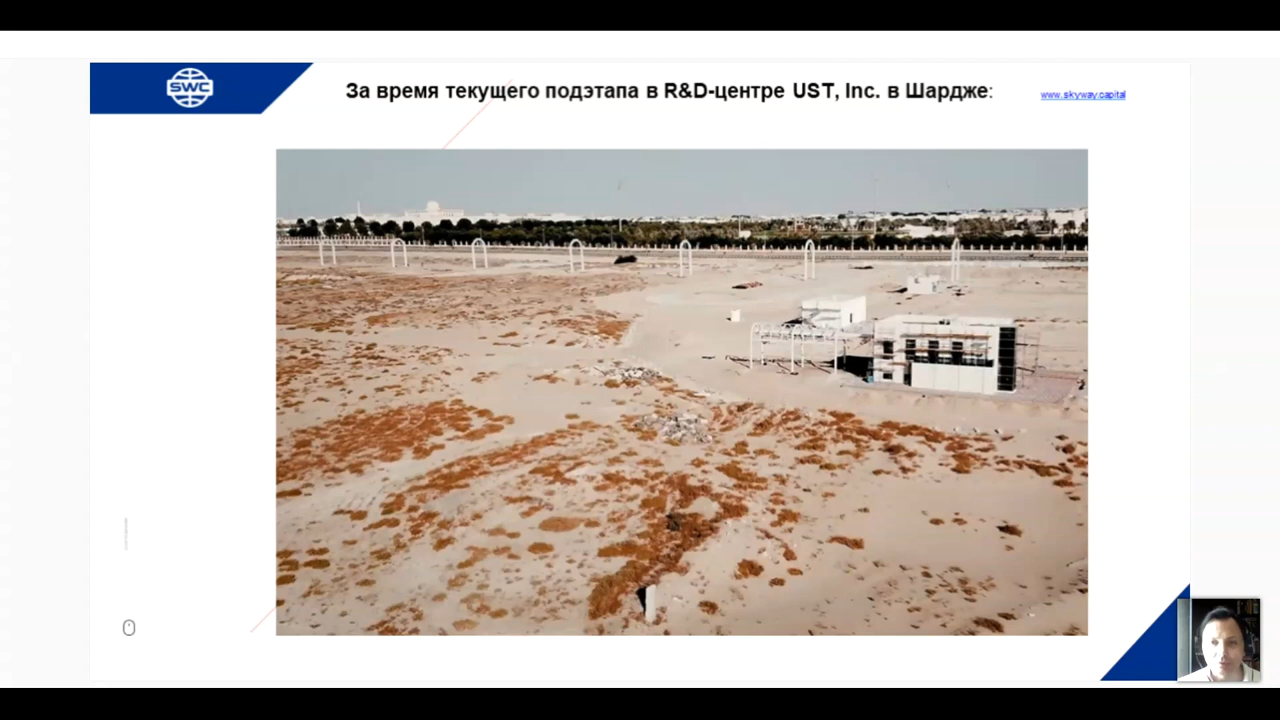 SWC
За время текущего подэтапа в R&D-центре UST, Inc. в Шардже:
www.skyway.capital